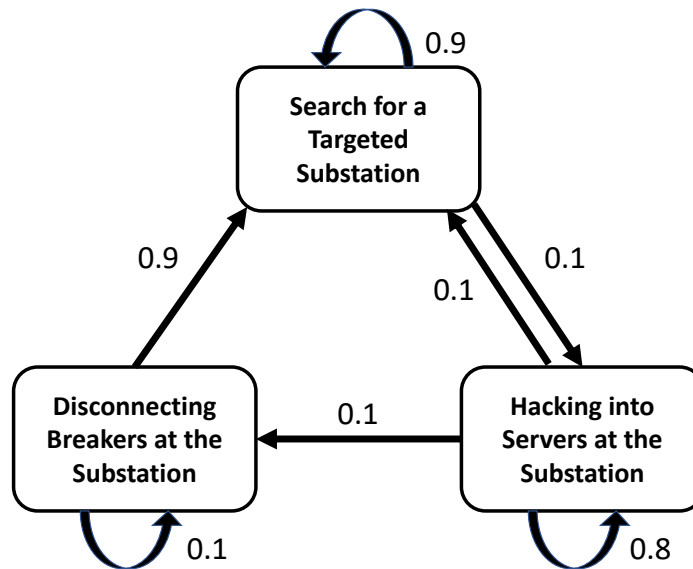 0.9
Search for a
Targeted
Substation
0.9
0.1
0.1
Disconnecting
Breakers at the
Substation
0.1
Hacking into
Servers at the
Substation
0.1
0.8